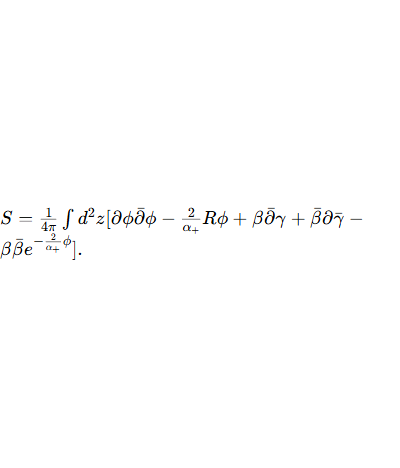 $S = \frac{1}{4\pi} \int d^2z[\partial\phi\bar{\partial}\phi - \frac{2}{\alpha_+}R\phi + \beta\bar{\partial}\gamma + \bar{\beta}\partial\bar{\gamma} -$
$\beta\bar{\beta}e^{-\frac{2}{\alpha_+}\phi}].$